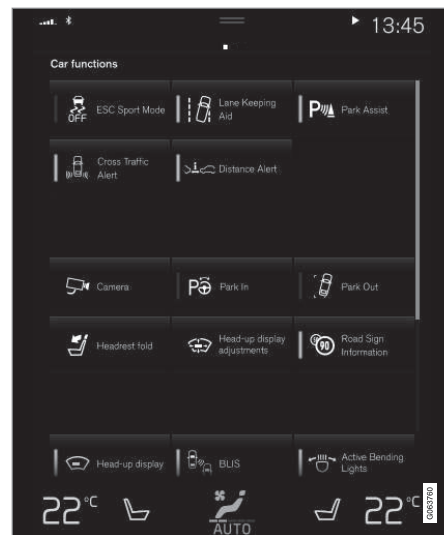 13:45
Car functions
OFF
ESC Sport Mode
Lane Keeping
Aid
P
Park Assist
Cross Traffic
Alert
Distance Alert
Camera
P
Park In
Park Out
Headrest fold
Head-up display
adjustments
90
Road Sign
Information
Head-up display
BLIS
Active Bending
Lights
22°C
AUTO
22°C
G063760